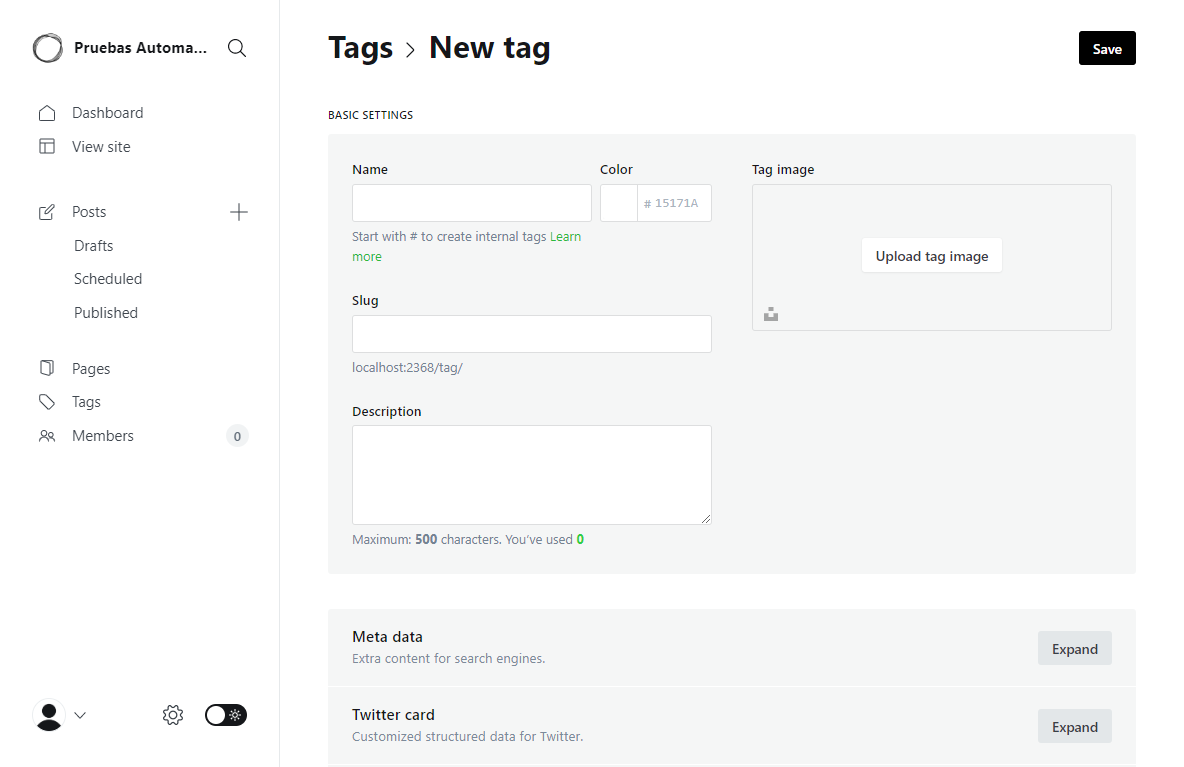 Pruebas Automa...
Dashboard
View site
Posts
Drafts
Scheduled
Published
Pages
Tags
Members
0
Tags > New tag
Save
BASIC SETTINGS
Name
Color
# 15171A
Start with # to create internal tags Learn
more
Slug
localhost:2368/tag/
Description
Maximum: 500 characters. You’ve used 0
Tag image
Upload tag image
Meta data
Extra content for search engines.
Expand
Twitter card
Customized structured data for Twitter.
Expand